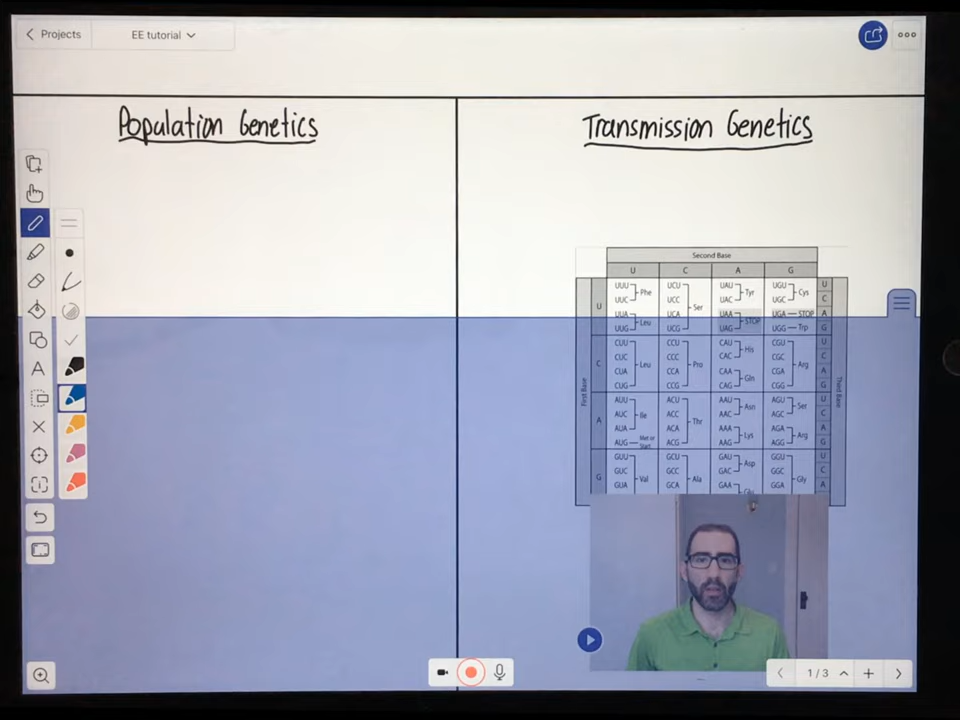 Projects
EE tutorial
Population Genetics
Transmission Genetics
Second Base
U C A G
First Base
Third Base
U
UUU Phe UCU Ser UAU Tyr UGU Cys U
UUC UCC UAC UGC C
UUA Leu UCA UAA STOP UGA STOP A
UUG UCG UAG UGG Trp G
C
CUU Leu CCU Pro CAU His CGU Arg U
CUC CCC CAC CGC C
CUA CCA CAA Gln CGA A
CUG CCG CAG CGG G
A
AUU Ile ACU Thr AAU Asn AGU Ser U
AUC ACC AAC AGC C
AUA ACA AAA Lys AGA Arg A
AUG Met or Start ACG AAG AGG G
G
GUU Val GCU Ala GAU Asp GGU Gly U
GUC GCC GAC GGC C
GUA GCA GAA GGA A
A
1/3